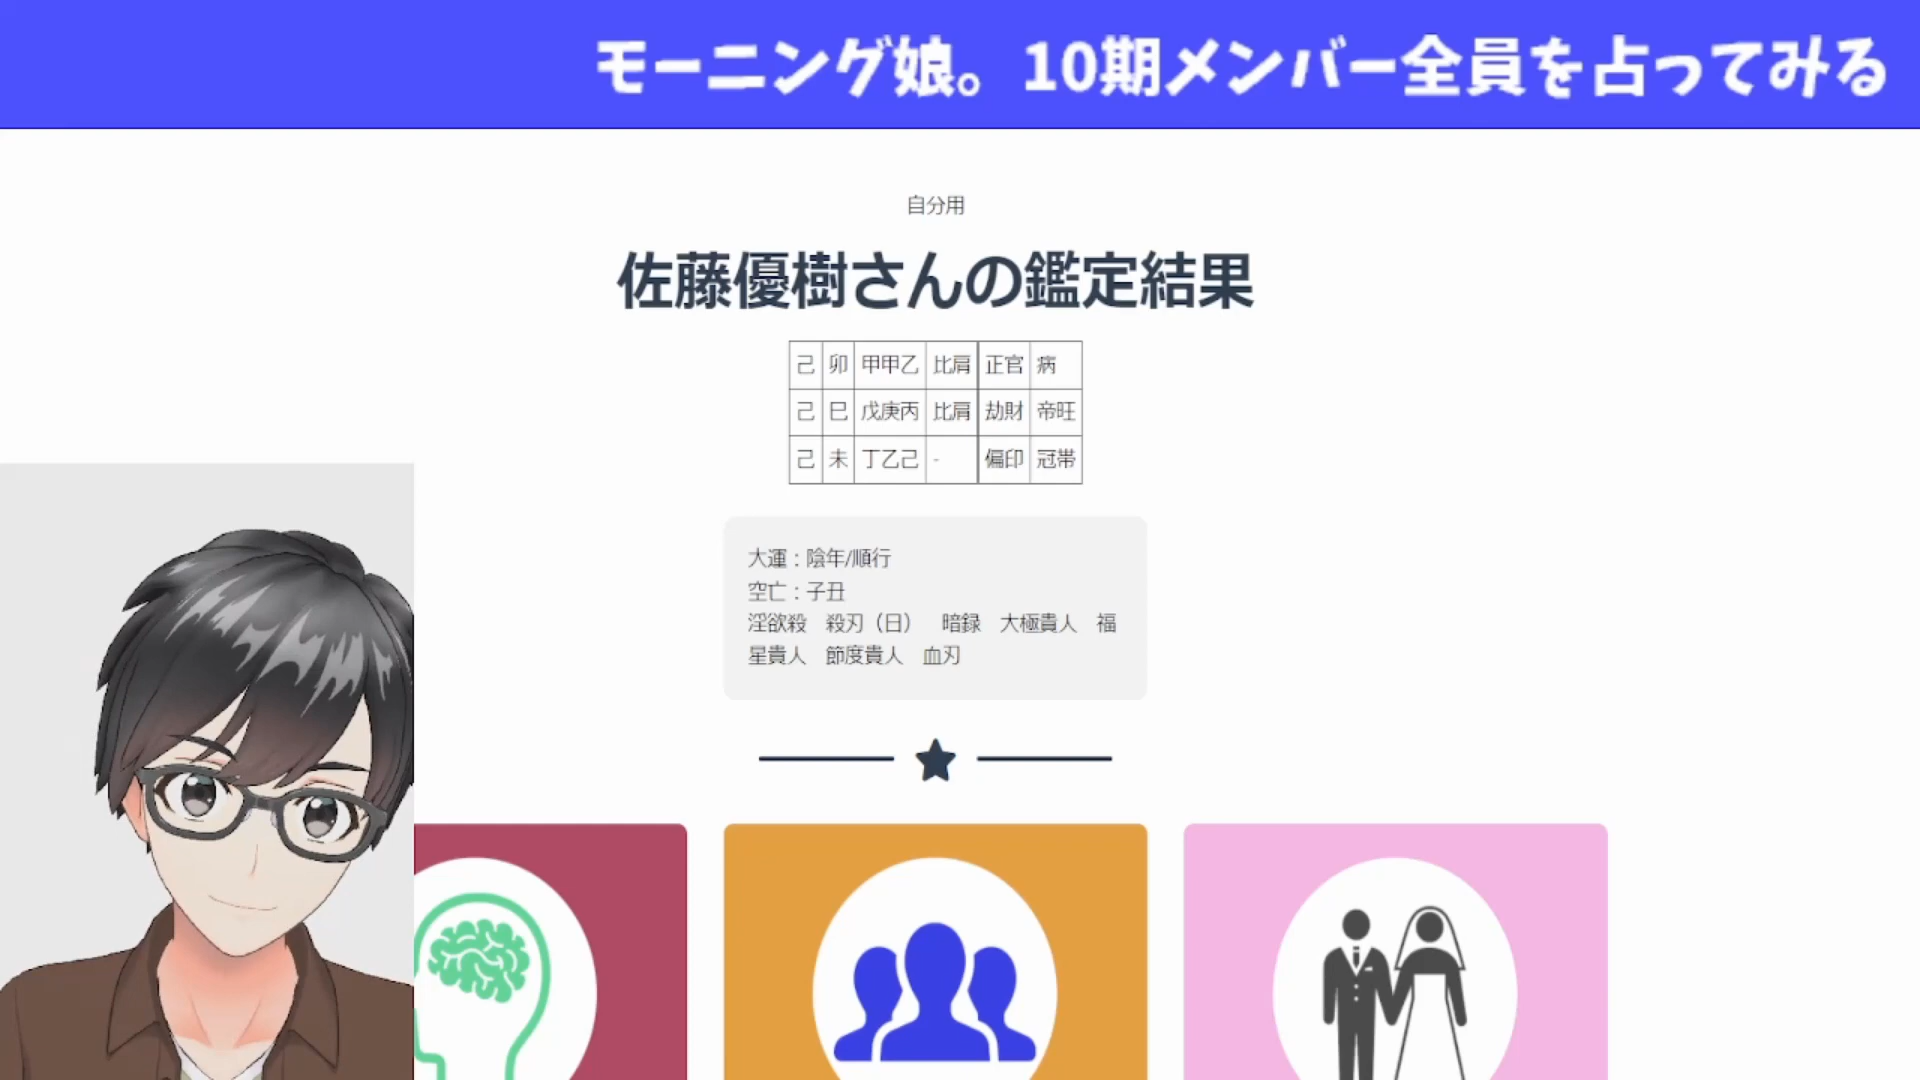 モーニング娘。10期メンバー全員を占ってみる
自分用
佐藤優樹さんの鑑定結果
己 卯 甲甲乙 比肩 正官 病
己 巳 戊庚丙 比肩 劫財 帝旺
己 未 丁乙己 - 偏印 冠帯
大運：陰年/順行
空亡：子丑
淫欲殺 殺刃（日） 暗録 大極貴人 福
星貴人 節度貴人 血刃